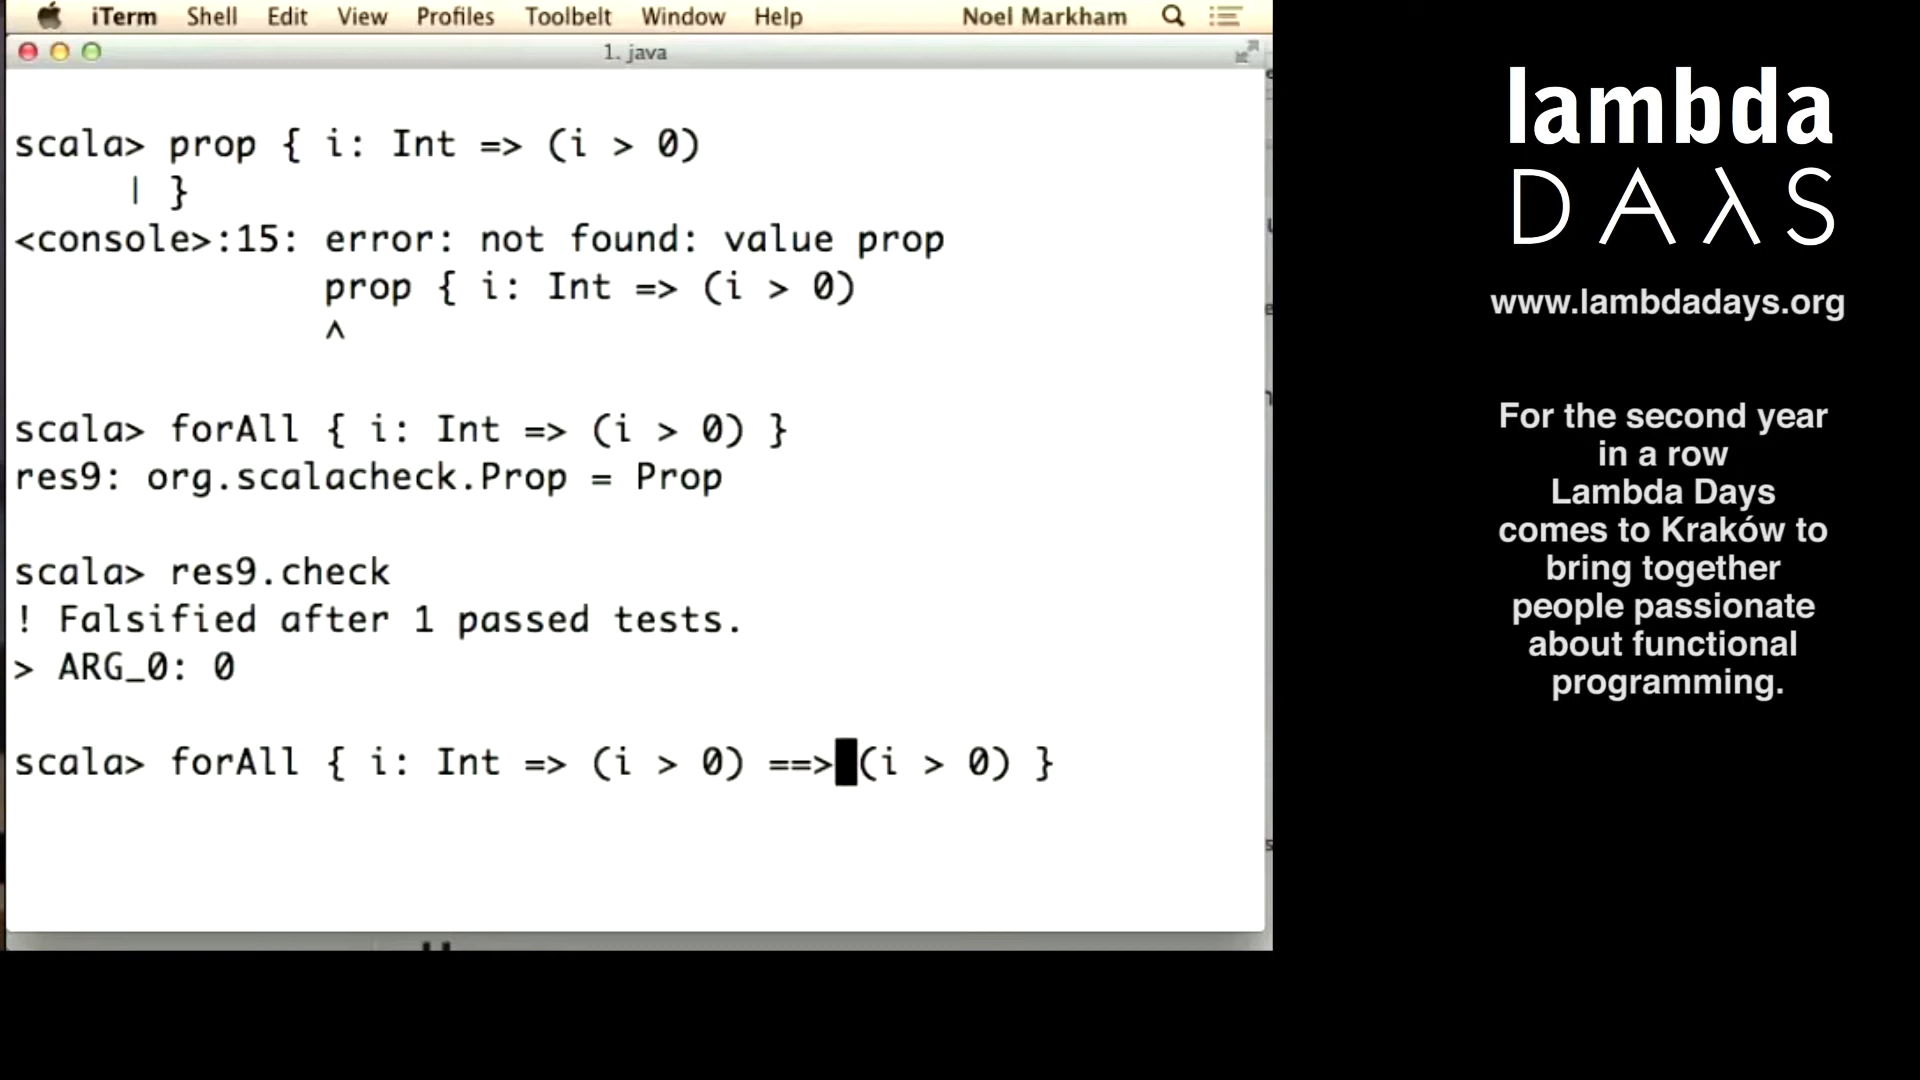 iTerm Shell Edit View Profiles Toolbelt Window Help Noel Markham
1. java
scala> prop { i: Int => (i > 0)
| }
<console>:15: error: not found: value prop
prop { i: Int => (i > 0)
^
scala> forAll { i: Int => (i > 0) }
res9: org.scalacheck.Prop = Prop
scala> res9.check
! Falsified after 1 passed tests.
> ARG_0: 0
scala> forAll { i: Int => (i > 0) ==> (i > 0) }
lambda
DAλS
www.lambdadays.org
For the second year
in a row
Lambda Days
comes to Kraków to
bring together
people passionate
about functional
programming.